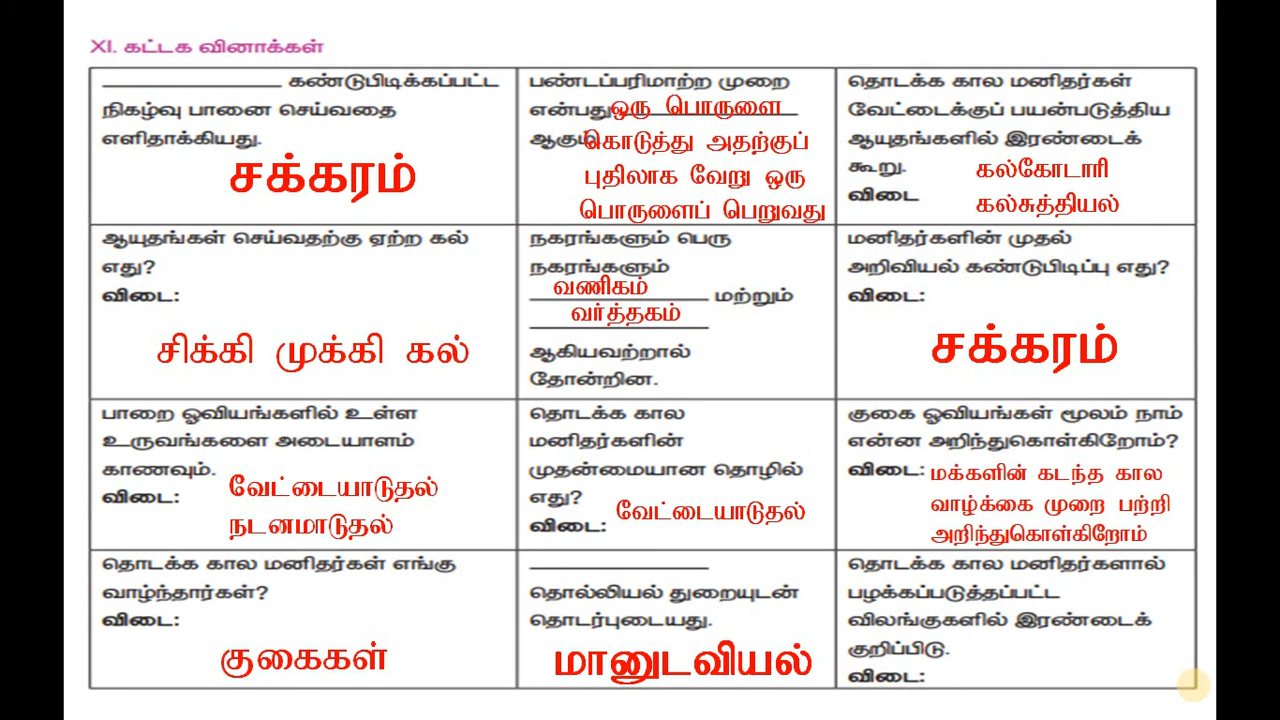 XI. கட்டக வினாக்கள்
____________ கண்டுபிடிக்கப்பட்ட
நிகழ்வு பானை செய்வதை
எளிதாக்கியது.
சக்கரம்
பண்டப்பரிமாற்ற முறை
என்பது ஒரு பொருளை
ஆகும் கொடுத்து அதற்குப்
புதிலாக வேறு ஒரு
பொருளைப் பெறுவது
தொடக்க கால மனிதர்கள்
வேட்டைக்குப் பயன்படுத்திய
ஆயுதங்களில் இரண்டைக்
கூறு.
விடை
கல்கோடாரி
கல்சுத்தியல்
ஆயுதங்கள் செய்வதற்கு ஏற்ற கல்
எது?
விடை:
சிக்கி முக்கி கல்
நகரங்களும் பெரு
நகரங்களும்
வணிகம் மற்றும்
வர்த்தகம்
ஆகியவற்றால்
தோன்றின.
மனிதர்களின் முதல்
அறிவியல் கண்டுபிடிப்பு எது?
விடை:
சக்கரம்
பாறை ஓவியங்களில் உள்ள
உருவங்களை அடையாளம்
காணவும்.
விடை: வேட்டையாடுதல்
நடனமாடுதல்
தொடக்க கால
மனிதர்களின்
முதன்மையான தொழில்
எது?
விடை: வேட்டையாடுதல்
குகை ஓவியங்கள் மூலம் நாம்
என்ன அறிந்துகொள்கிறோம்?
விடை: மக்களின் கடந்த கால
வாழ்க்கை முறை பற்றி
அறிந்துகொள்கிறோம்
தொடக்க கால மனிதர்கள் எங்கு
வாழ்ந்தார்கள்?
விடை:
குகைகள்
____________
தொல்லியல் துறையுடன்
தொடர்புடையது.
மானுடவியல்
தொடக்க கால மனிதர்களால்
பழக்கப்படுத்தப்பட்ட
விலங்குகளில் இரண்டைக்
குறிப்பிடு.
விடை: